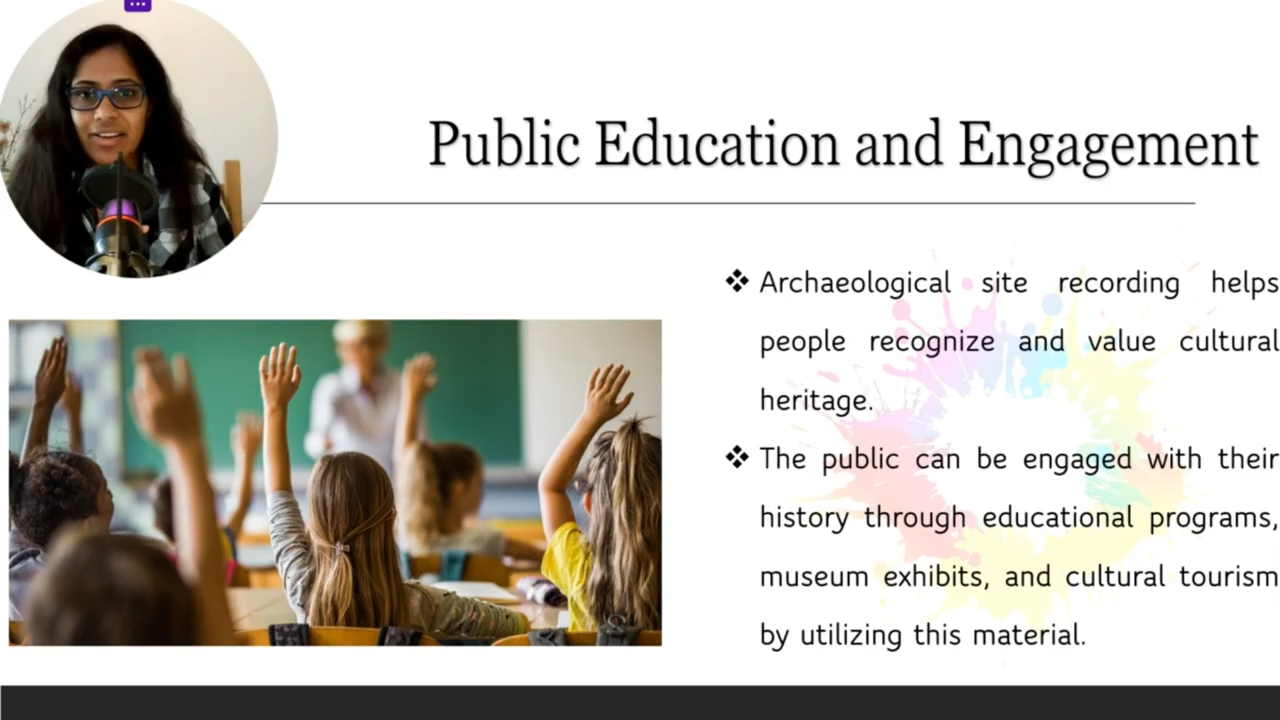 Public Education and Engagement
❖ Archaeological site recording helps
people recognize and value cultural
heritage.
❖ The public can be engaged with their
history through educational programs,
museum exhibits, and cultural tourism
by utilizing this material.